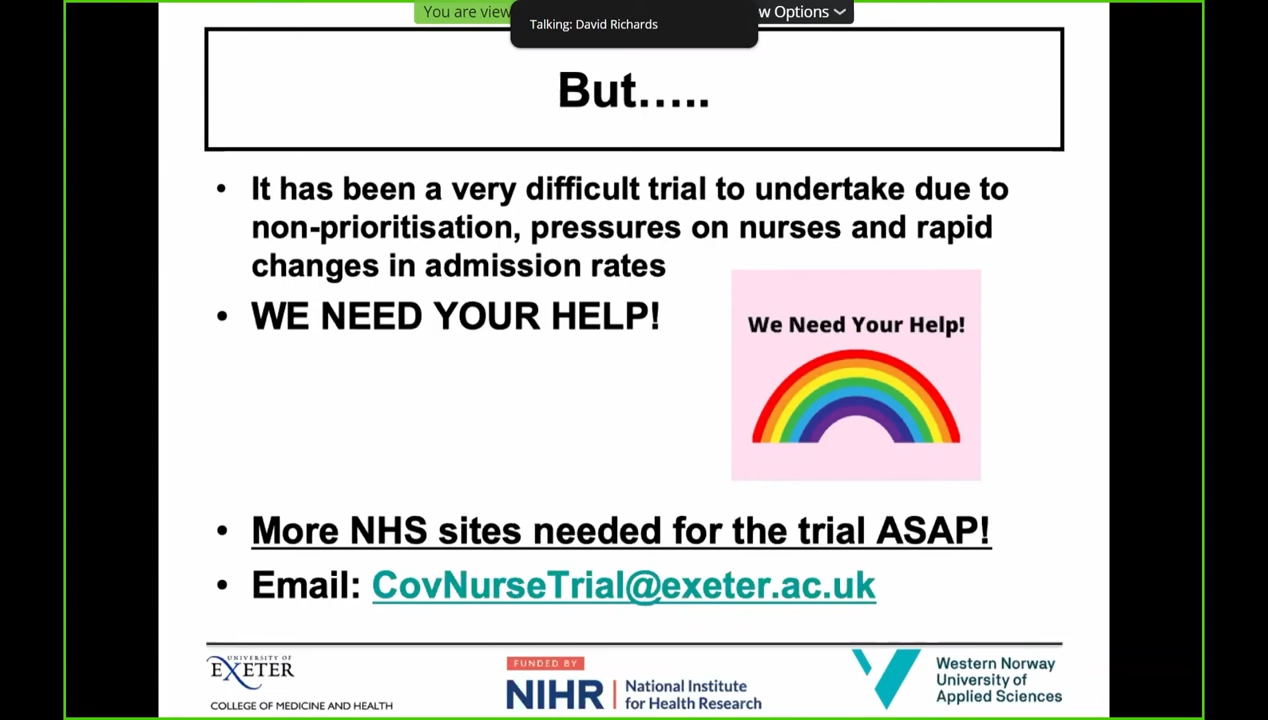 You are view
Talking: David Richards
w Options
But…..
• It has been a very difficult trial to undertake due to
non-prioritisation, pressures on nurses and rapid
changes in admission rates
• WE NEED YOUR HELP!
We Need Your Help!
• More NHS sites needed for the trial ASAP!
• Email: CovNurseTrial@exeter.ac.uk
UNIVERSITY OF
EXETER
COLLEGE OF MEDICINE AND HEALTH
FUNDED BY
NIHR | National Institute
for Health Research
Western Norway
University of
Applied Sciences